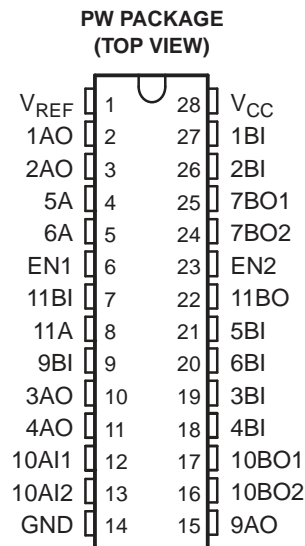 PW PACKAGE
(TOP VIEW)
VREF 1 28 VCC
1AO 2 27 1BI
2AO 3 26 2BI
5A 4 25 7BO1
6A 5 24 7BO2
EN1 6 23 EN2
11BI 7 22 11BO
11A 8 21 5BI
9BI 9 20 6BI
3AO 10 19 3BI
4AO 11 18 4BI
10AI1 12 17 10BO1
10AI2 13 16 10BO2
GND 14 15 9AO